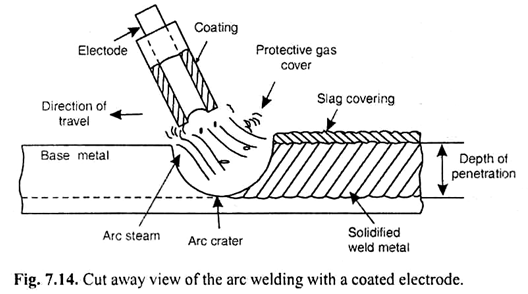 Electode
Coating
Protective gas
cover
Slag covering
Direction of
travel
Base metal
Depth of
penetration
Arc steam
Arc crater
Solidified
weld metal
Fig. 7.14. Cut away view of the arc welding with a coated electrode.